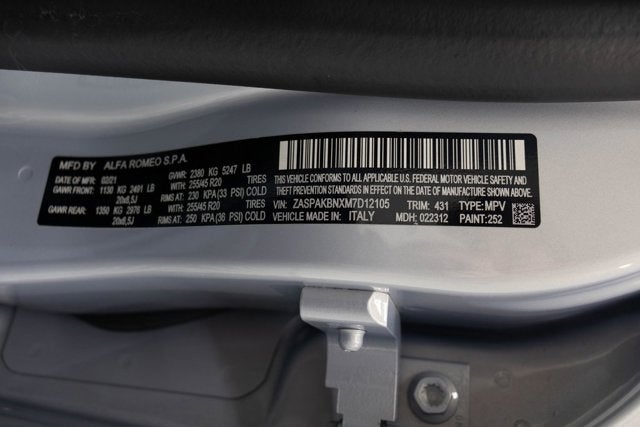 MFD BY ALFA ROMEO S.P.A.
02/21 GVWR: 2380 KG 5247 LB
GAWR FRONT: 1130 KG 2491 LB WITH 255/45 R20 TIRES
20x8,5J RIMS AT: 230 KPA(33 PSI) COLD
GAWR REAR: 1350 KG 2976 LB WITH 255/45 R20 TIRES
20x8,5J RIMS AT: 250 KPA (36 PSI) COLD
THIS VEHICLE CONFORMS TO ALL APPLICABLE U.S. FEDERAL MOTOR VEHICLE SAFETY, BUMPER, AND
THEFT PREVENTION STANDARDS IN EFFECT ON THE DATE OF MANUFACTURE SHOWN ABOVE.
VIN: ZASPAKBNXM7D12105 TRIM: 431 TYPE: MPV
MADE IN: ITALY MDH: 022312 PAINT:252